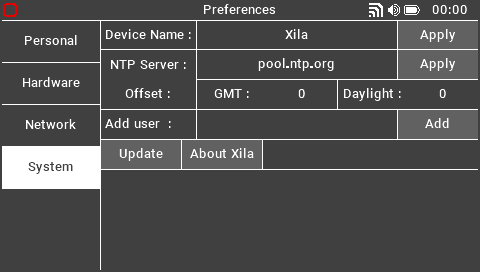 Preferences 00:00
Personal
Hardware
Network
System
Device Name : Xila Apply
NTP Server : pool.ntp.org Apply
Offset : GMT : 0 Daylight : 0
Add user : Add
Update About Xila